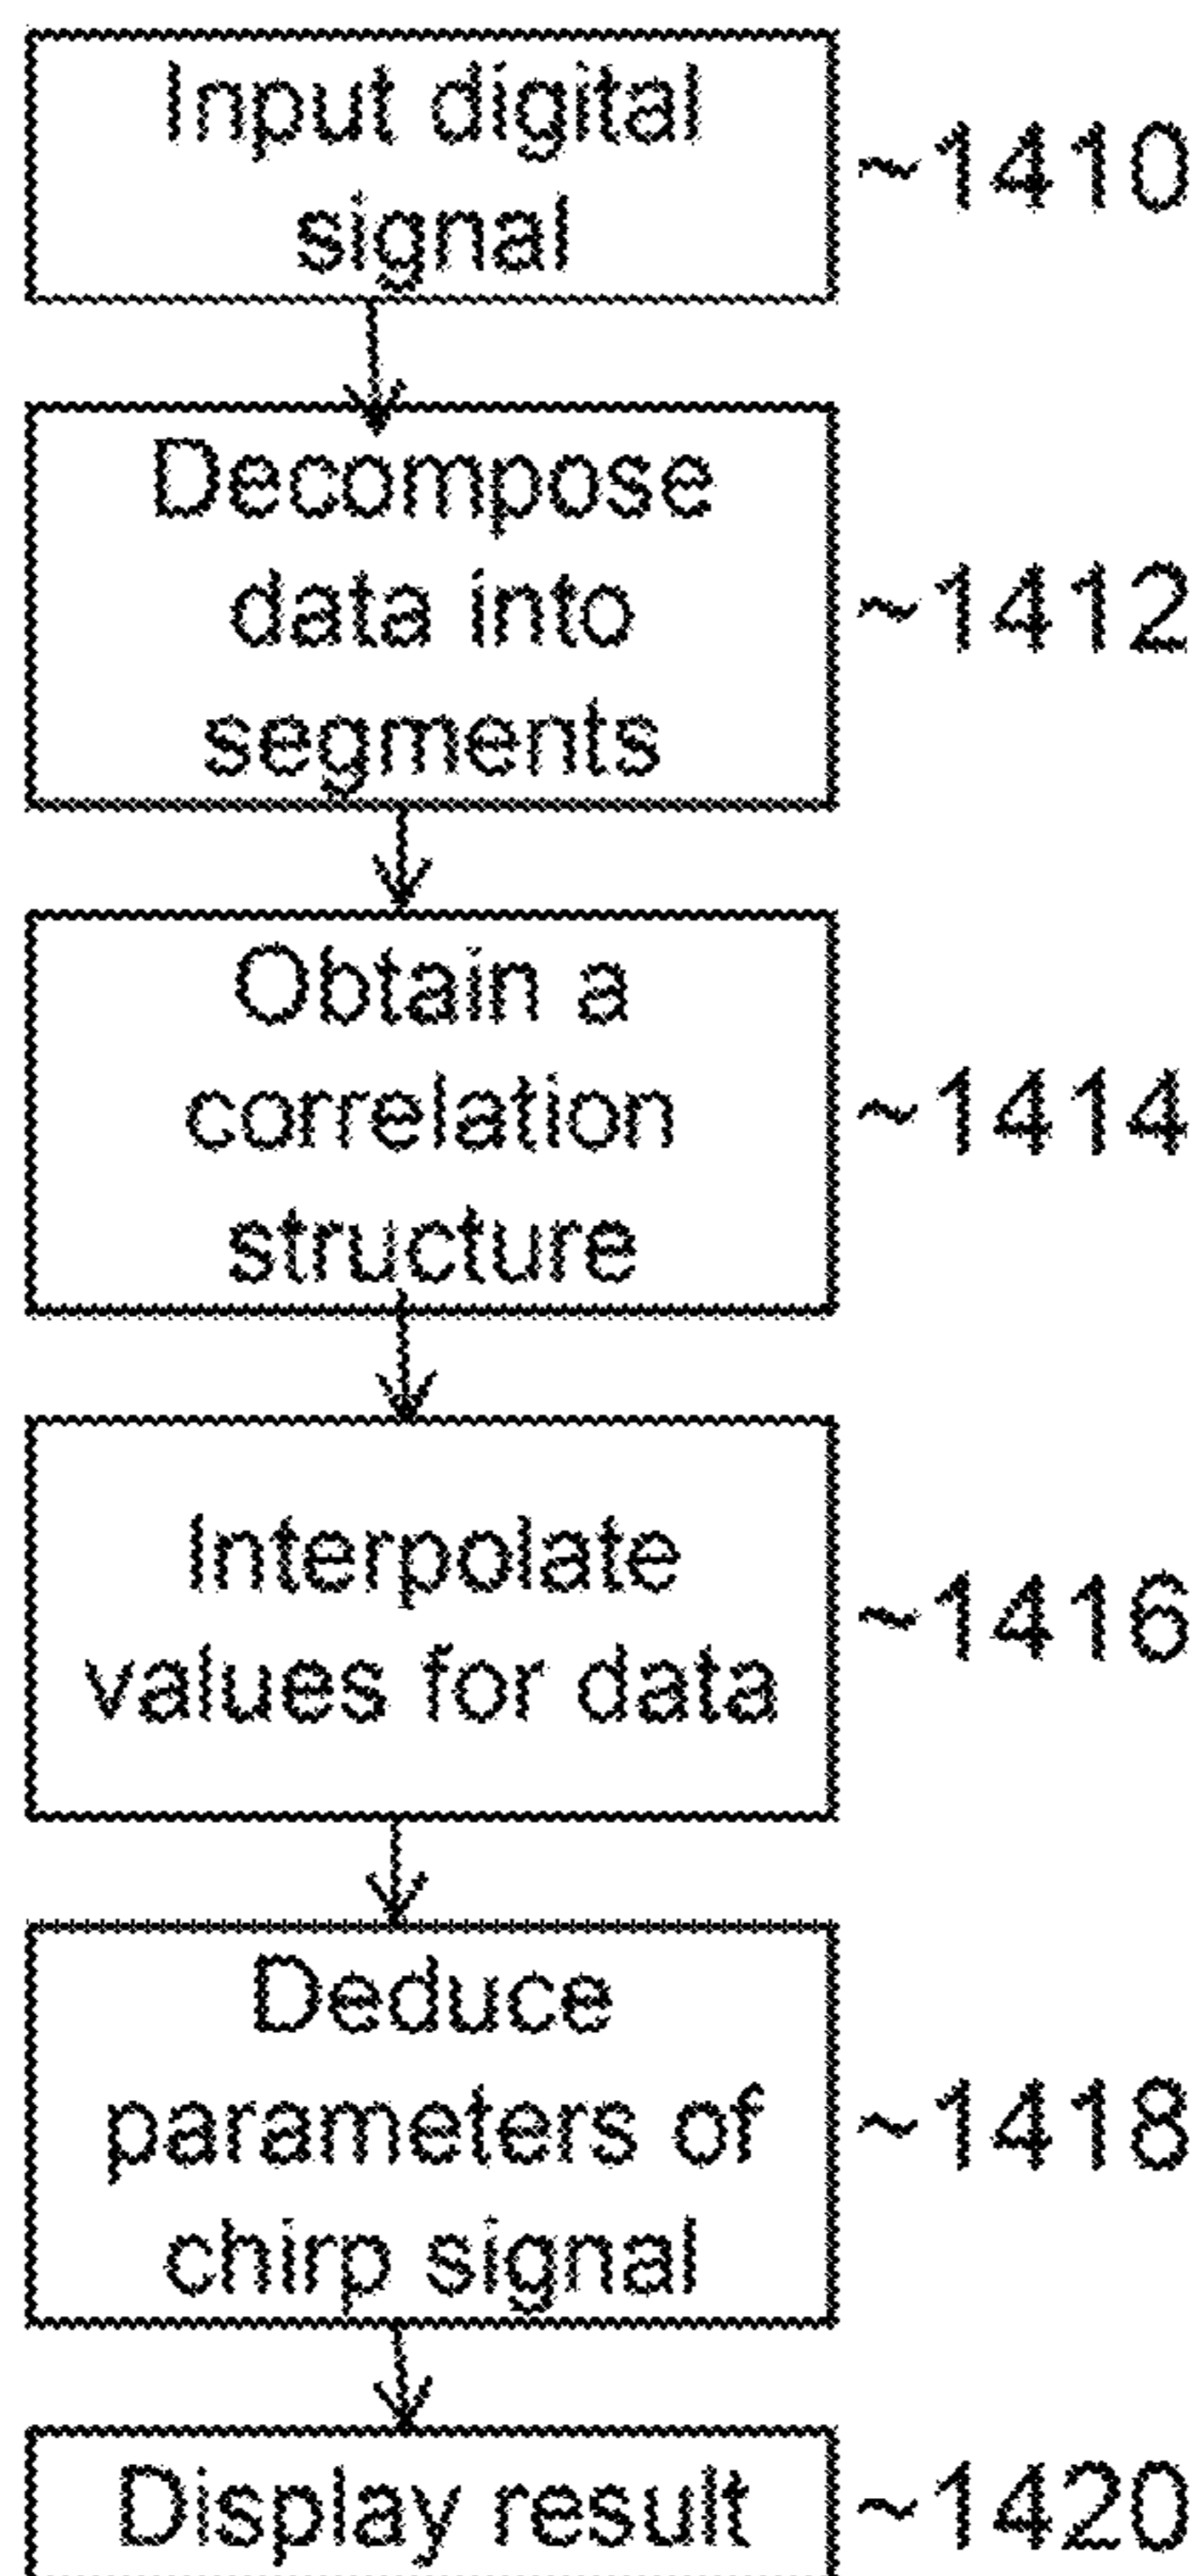 Input digital
signal
~1410
Decompose
data into
segments
~1412
Obtain a
correlation
structure
~1414
Interpolate
values for data
~1416
Deduce
parameters of
chirp signal
~1418
Display result
~1420